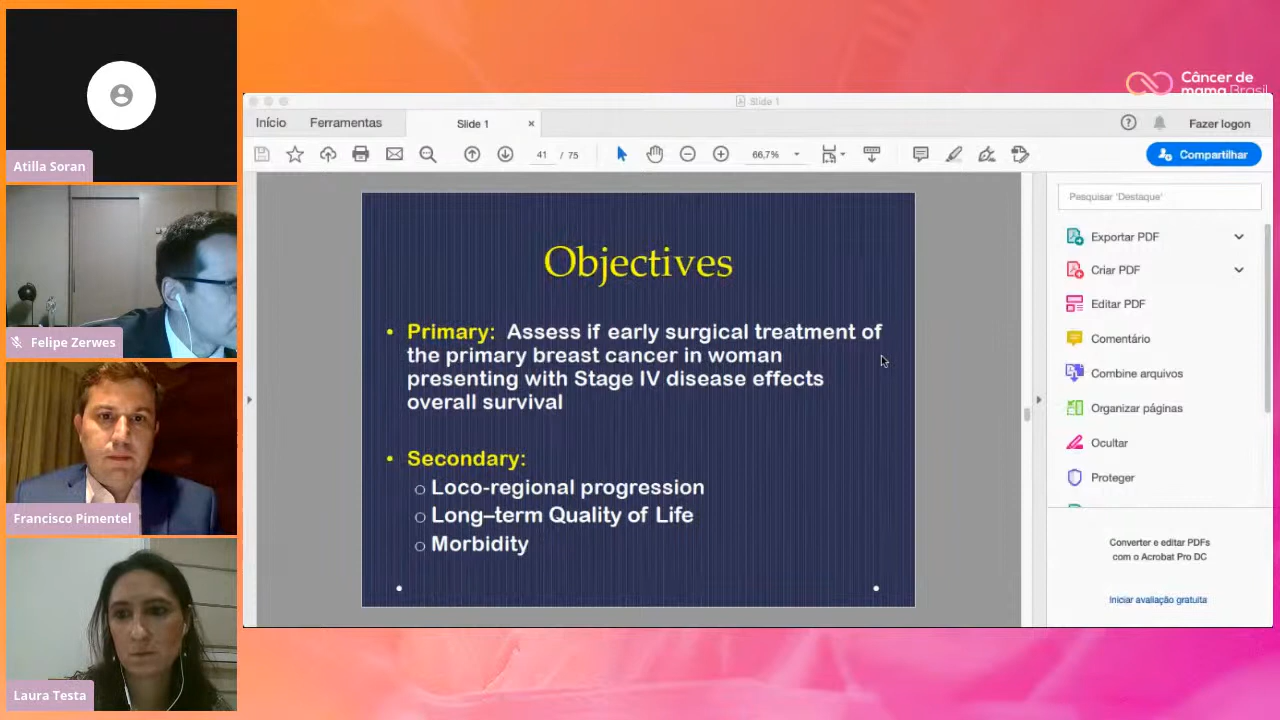 Câncer de
mama Brasil
Atilla Soran
Felipe Zerwes
Francisco Pimentel
Laura Testa
Slide 1
Início
Ferramentas
Slide 1
×
Fazer logon
41 / 75
66,7%
Compartilhar
Objectives
• Primary: Assess if early surgical treatment of
the primary breast cancer in woman
presenting with Stage IV disease effects
overall survival
• Secondary:
○ Loco-regional progression
○ Long–term Quality of Life
○ Morbidity
Pesquisar 'Destaque'
Exportar PDF
Criar PDF
Editar PDF
Comentário
Combine arquivos
Organizar páginas
Ocultar
Proteger
Converter e editar PDFs
com o Acrobat Pro DC
Iniciar avaliação gratuita